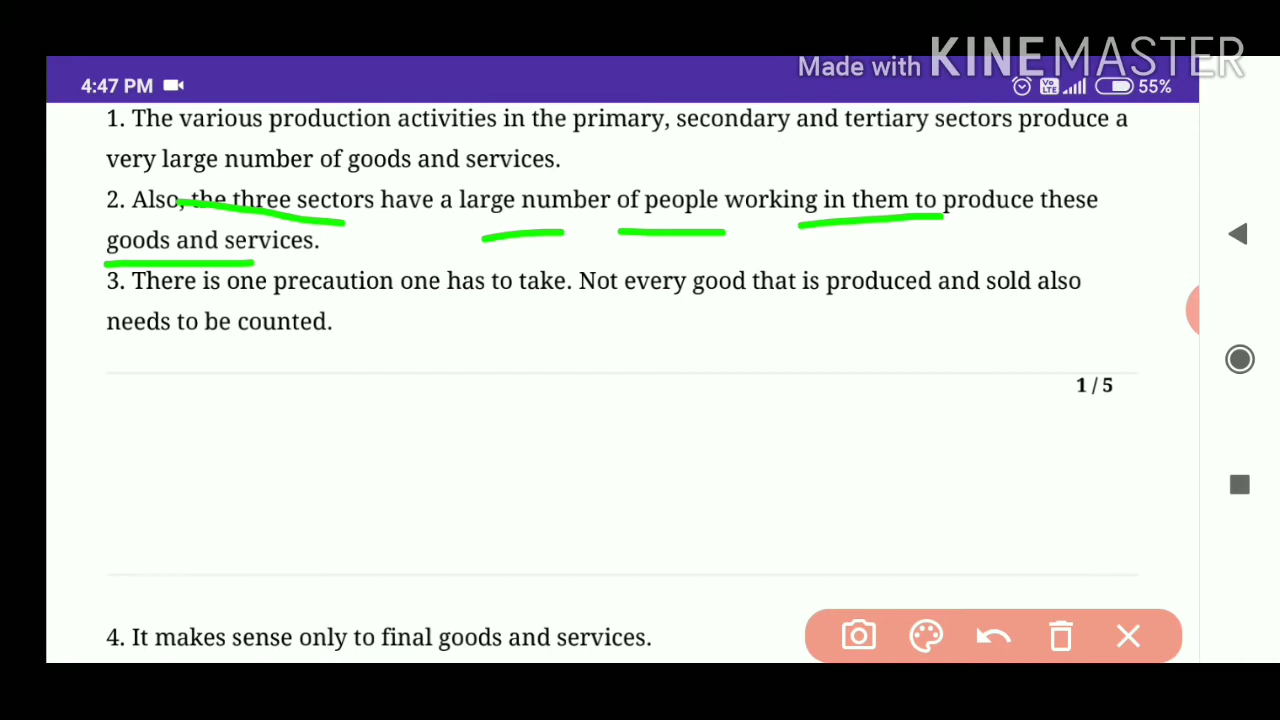 Made with KINEMASTER
4:47 PM Vo LTE 55%
1. The various production activities in the primary, secondary and tertiary sectors produce a
very large number of goods and services.
2. Also, the three sectors have a large number of people working in them to produce these
goods and services.
3. There is one precaution one has to take. Not every good that is produced and sold also
needs to be counted.
1 / 5
4. It makes sense only to final goods and services.